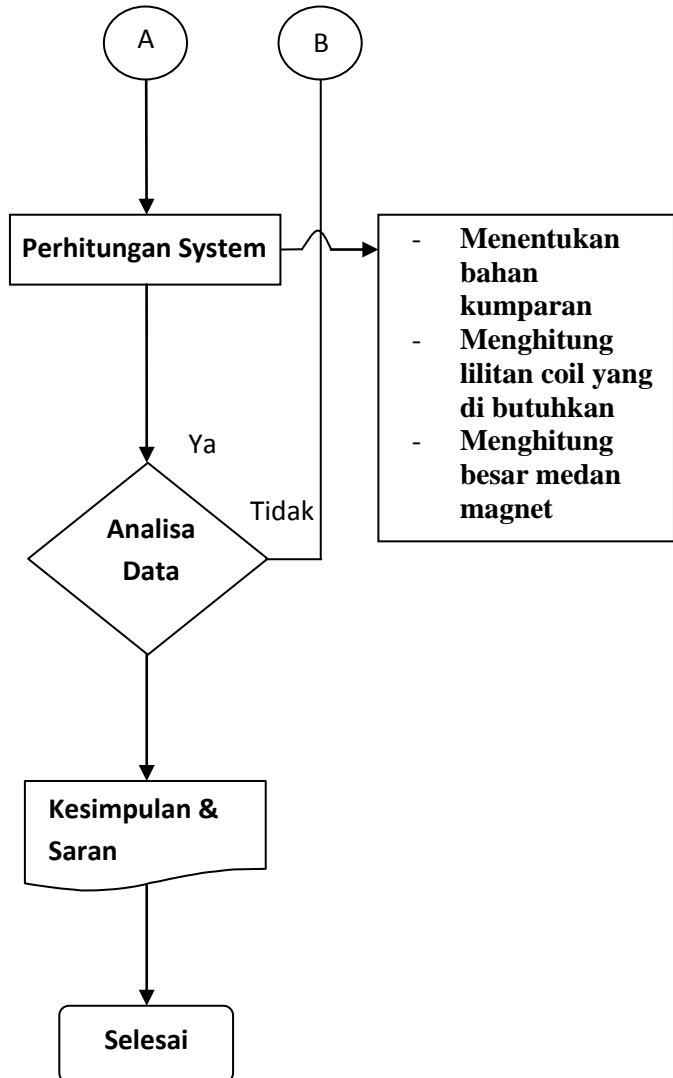 A
B
Perhitungan System
- Menentukan
bahan
kumparan
- Menghitung
lilitan coil yang
di butuhkan
- Menghitung
besar medan
magnet
Ya
Tidak
Analisa
Data
Kesimpulan &
Saran
Selesai